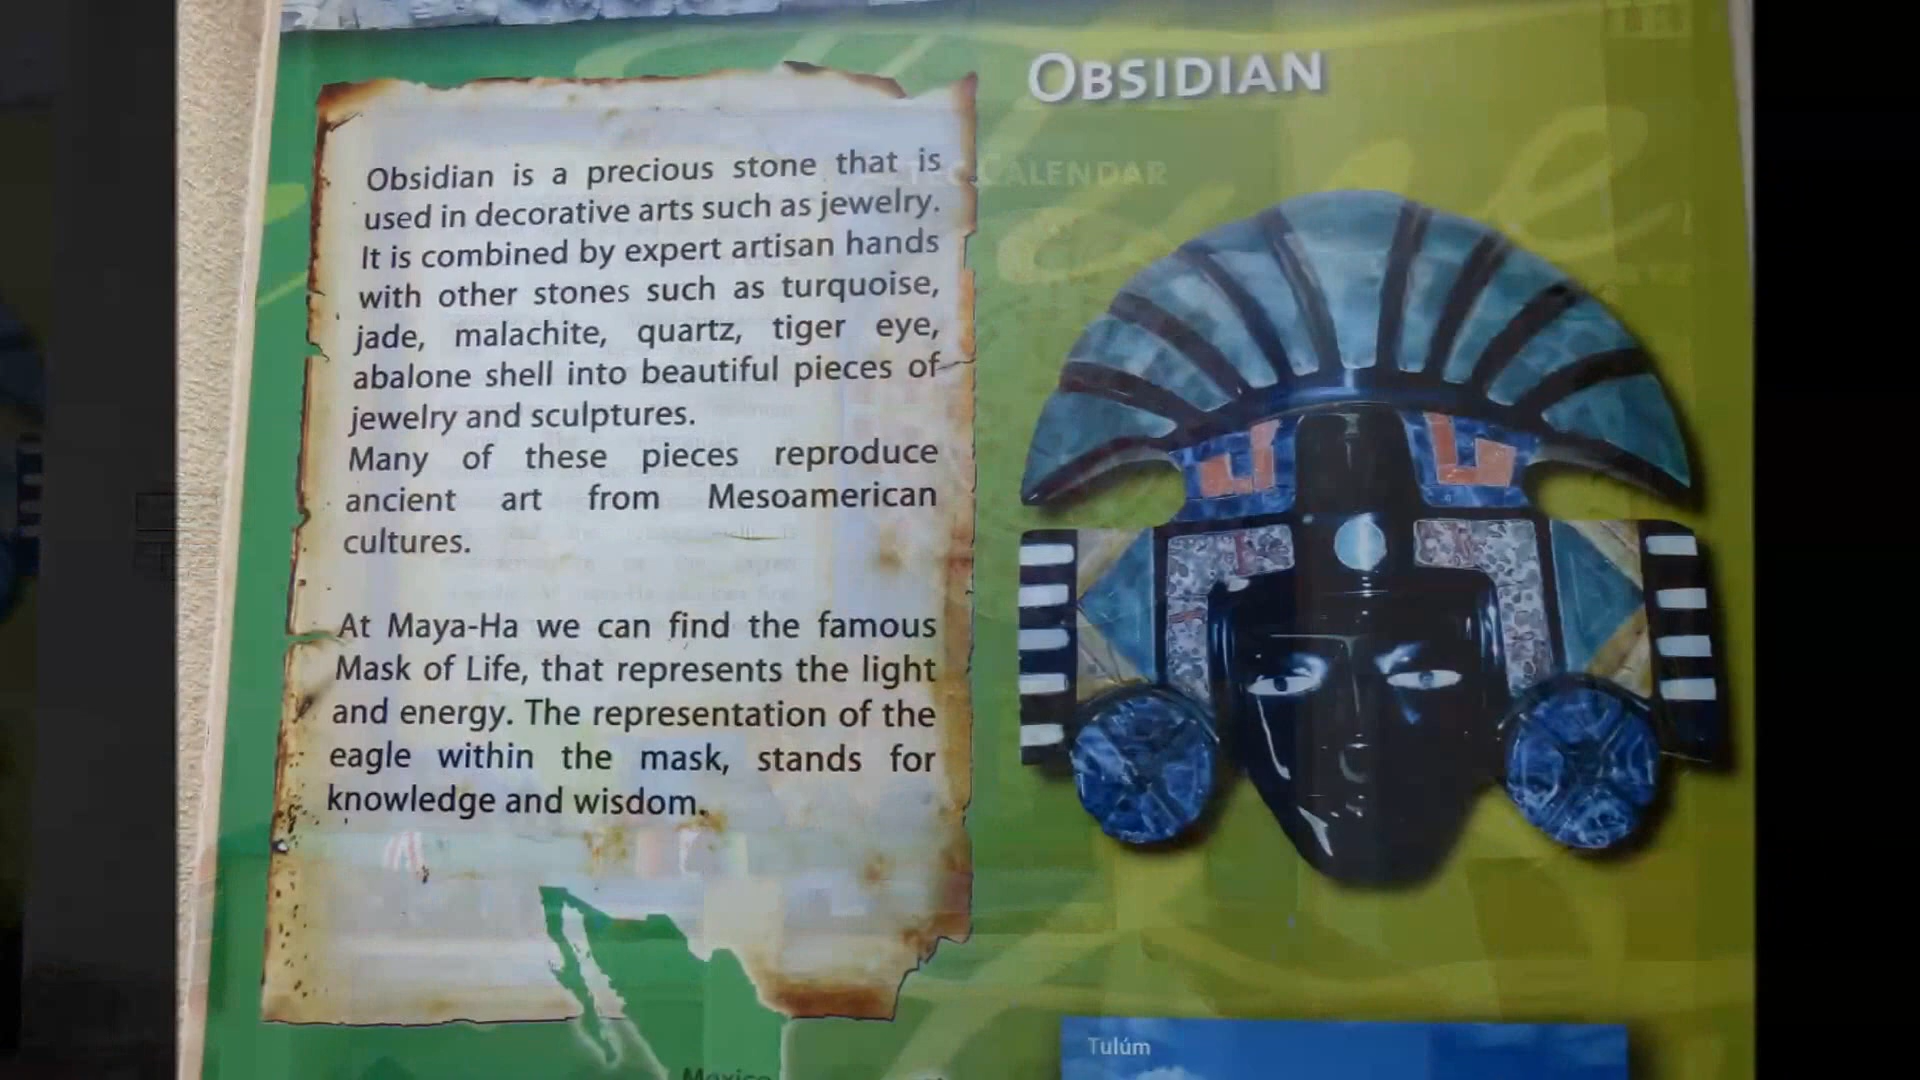 OBSIDIAN
Obsidian is a precious stone that is
used in decorative arts such as jewelry.
It is combined by expert artisan hands
with other stones such as turquoise,
jade, malachite, quartz, tiger eye,
abalone shell into beautiful pieces of
jewelry and sculptures.
Many of these pieces reproduce
ancient art from Mesoamerican
cultures.
At Maya-Ha we can find the famous
Mask of Life, that represents the light
and energy. The representation of the
eagle within the mask, stands for
knowledge and wisdom.
CALENDAR
Tulúm
Mexico